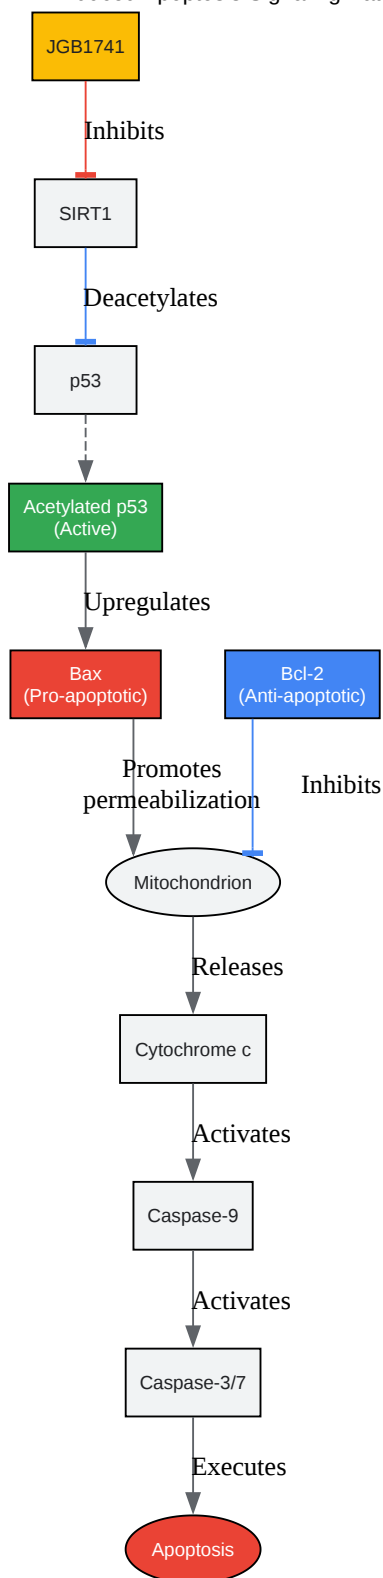 JGB1741
Inhibits
SIRT1
Deacetylates
p53
Acetylated p53
(Active)
Upregulates
Bax
(Pro-apoptotic)
Bcl-2
(Anti-apoptotic)
Promotes
permeabilization
Inhibits
Mitochondrion
Releases
Cytochrome c
Activates
Caspase-9
Activates
Caspase-3/7
Executes
Apoptosis